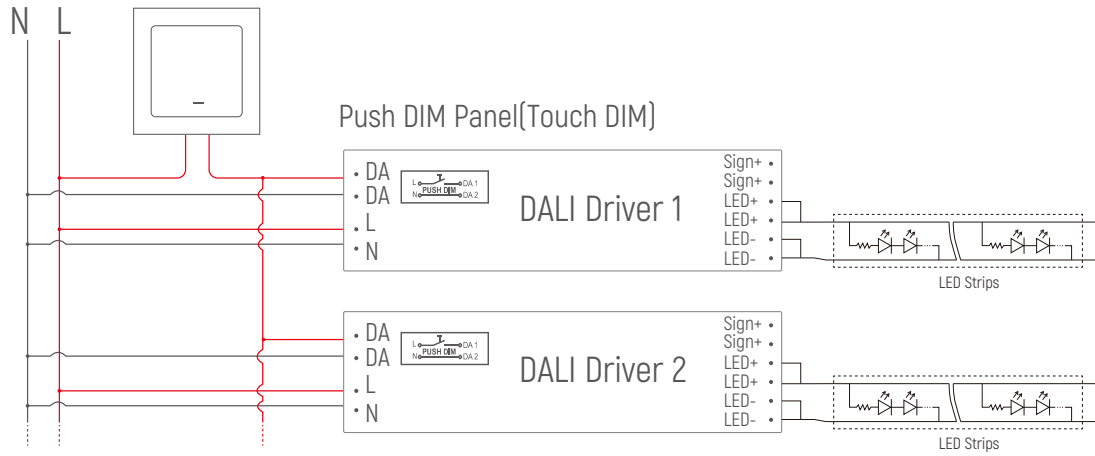 N L
Push DIM Panel(Touch DIM)
DA
DA
L
N
L DA 1
PUSH DIM
N DA 2
DALI Driver 1
Sign+
Sign+
LED+
LED+
LED-
LED-
LED Strips
DA
DA
L
N
L DA 1
PUSH DIM
N DA 2
DALI Driver 2
Sign+
Sign+
LED+
LED+
LED-
LED-
LED Strips